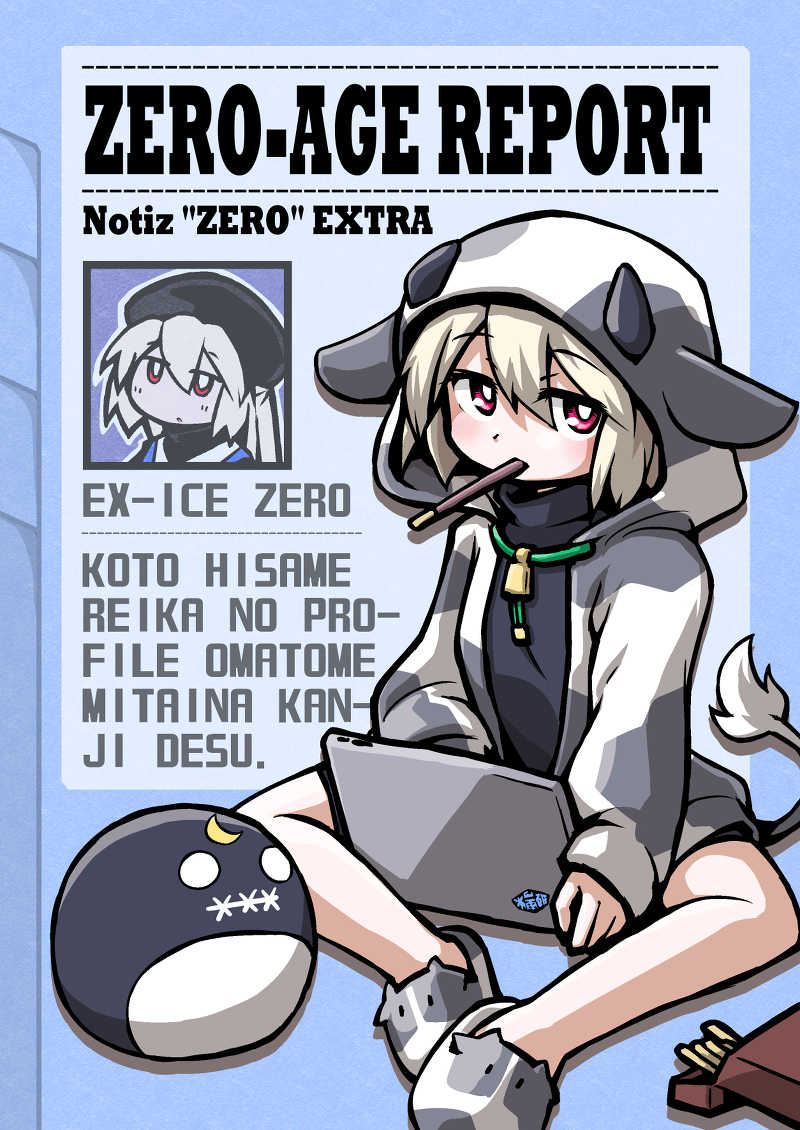 ZERO-AGE REPORT
Notiz "ZERO" EXTRA
EX-ICE ZERO
KOTO HISAME
REIKA NO PRO-
FILE OMATOME
MITAINA KAN-
JI DESU.